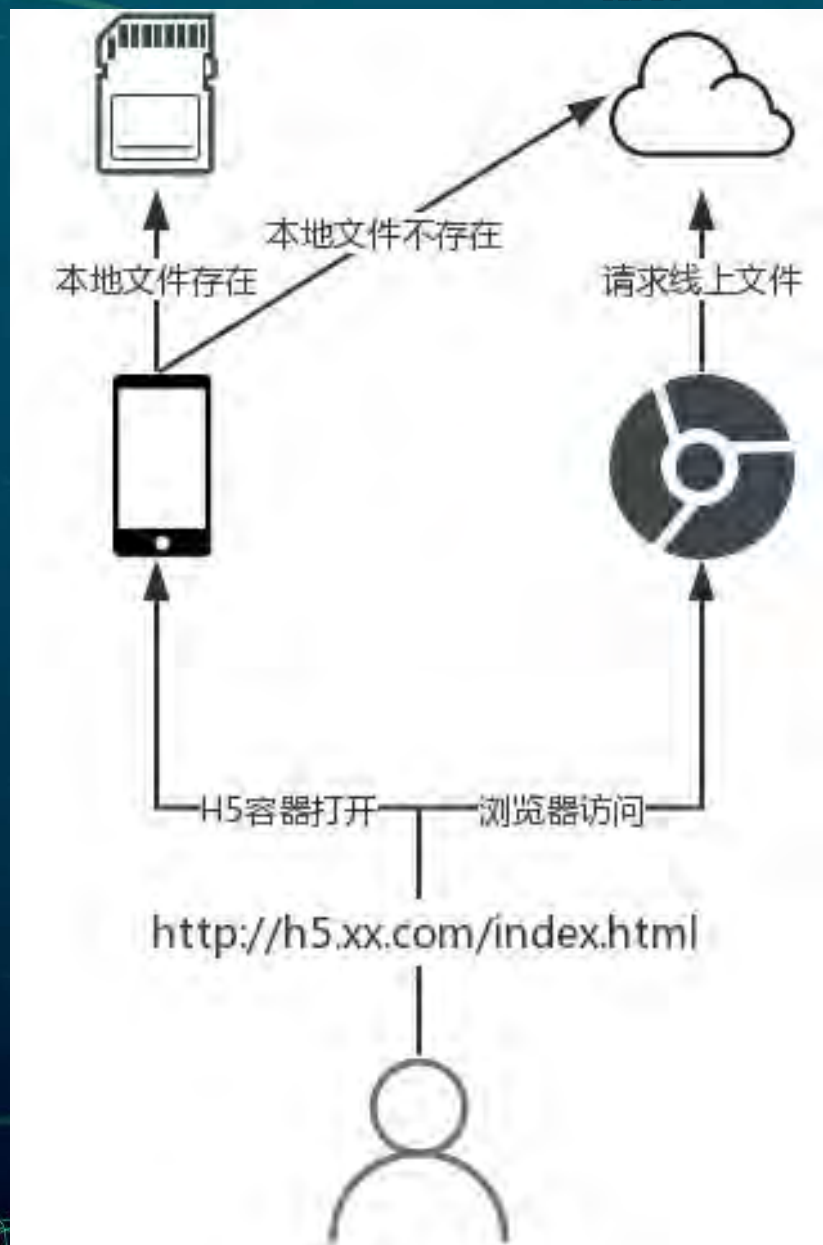 本地文件不存在
本地文件存在
请求线上文件
H5容器打开
浏览器访问
http://h5.xx.com/index.html